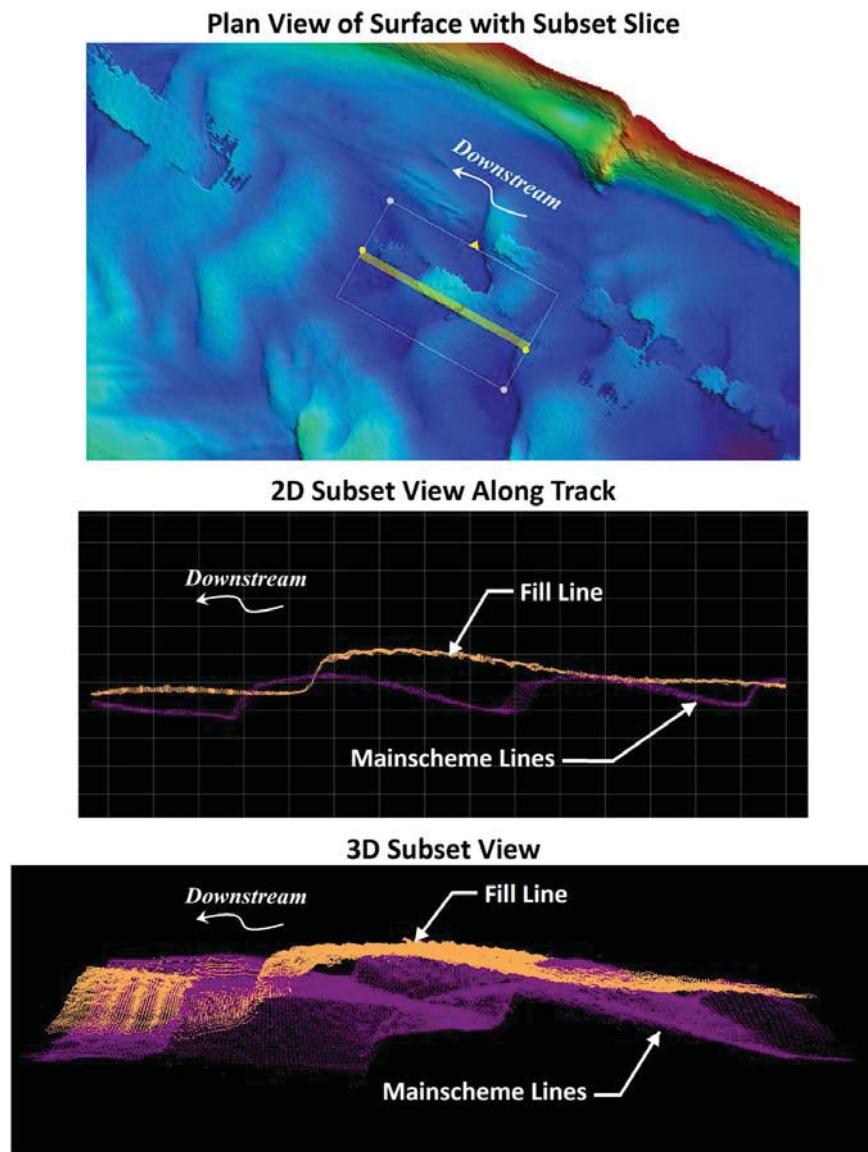 Plan View of Surface with Subset Slice
Downstream
2D Subset View Along Track
Downstream
Fill Line
Mainscheme Lines
3D Subset View
Downstream
Fill Line
Mainscheme Lines